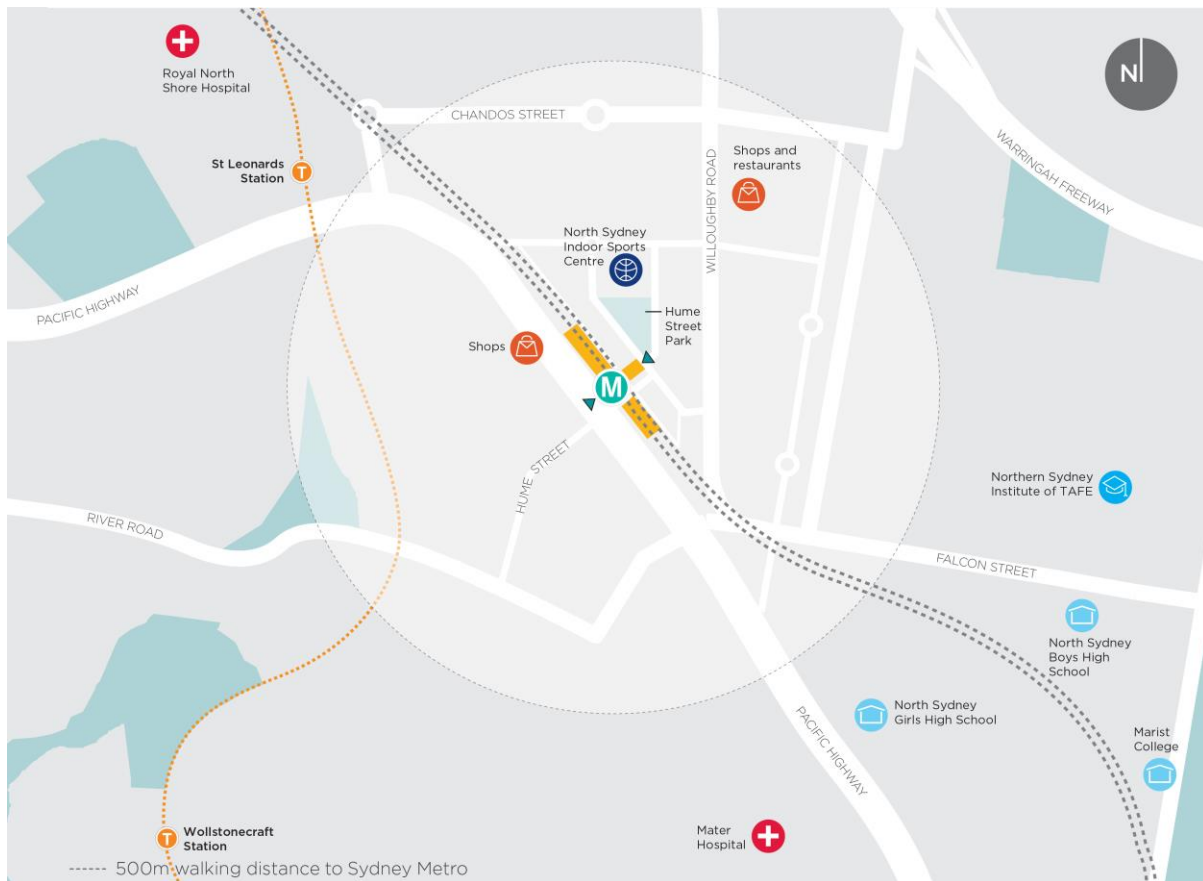 Royal North
Shore Hospital
N
CHANDOS STREET
WARRINGAH FREEWAY
St Leonards
Station
T
Shops and
restaurants
WILLOUGHBY ROAD
North Sydney
Indoor Sports
Centre
PACIFIC HIGHWAY
Hume
Street
Park
Shops
M
HUME STREET
Northern Sydney
Institute of TAFE
RIVER ROAD
FALCON STREET
North Sydney
Boys High
School
North Sydney
Girls High School
PACIFIC HIGHWAY
Marist
College
T
Wollstonecraft
Station
Mater
Hospital
500m walking distance to Sydney Metro